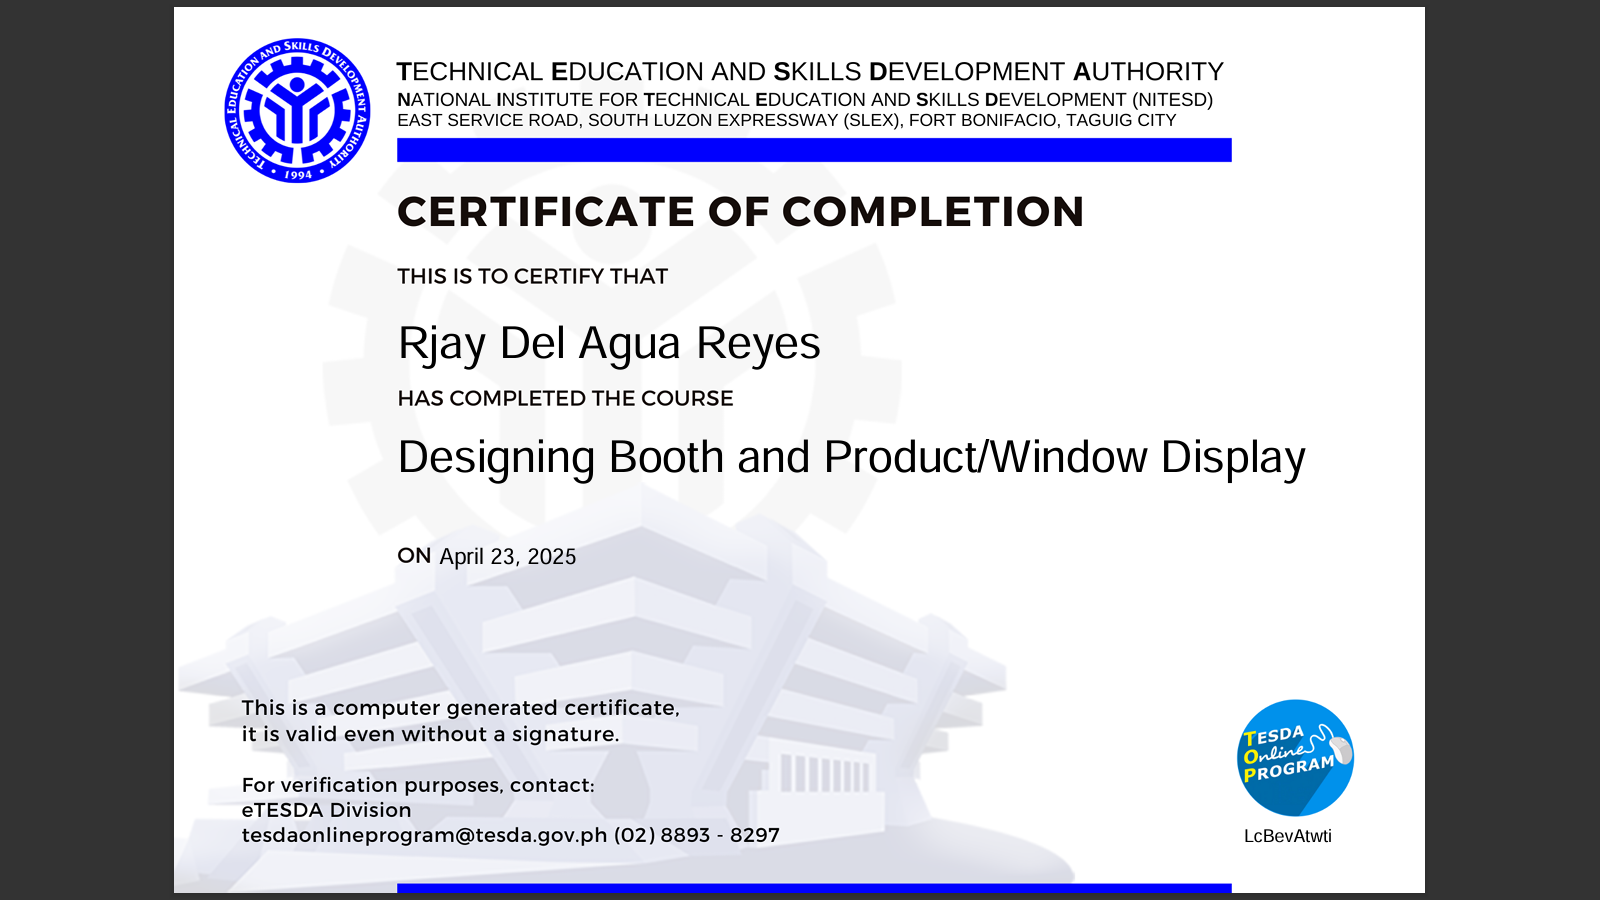 TECHNICAL EDUCATION AND SKILLS DEVELOPMENT AUTHORITY
• 1994 •
TECHNICAL EDUCATION AND SKILLS DEVELOPMENT AUTHORITY
NATIONAL INSTITUTE FOR TECHNICAL EDUCATION AND SKILLS DEVELOPMENT (NITESD)
EAST SERVICE ROAD, SOUTH LUZON EXPRESSWAY (SLEX), FORT BONIFACIO, TAGUIG CITY
CERTIFICATE OF COMPLETION
THIS IS TO CERTIFY THAT
Rjay Del Agua Reyes
HAS COMPLETED THE COURSE
Designing Booth and Product/Window Display
ON April 23, 2025
This is a computer generated certificate,
it is valid even without a signature.
For verification purposes, contact:
eTESDA Division
tesdaonlineprogram@tesda.gov.ph (02) 8893 - 8297
TESDA
Online
PROGRAM
LcBevAtwti